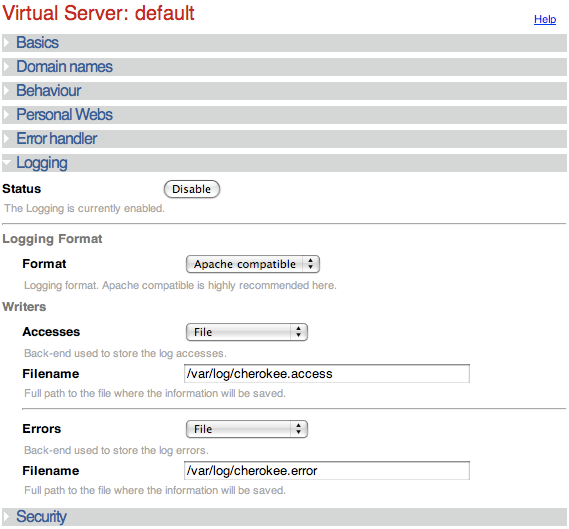 Virtual Server: default
Help
Basics
Domain names
Behaviour
Personal Webs
Error handler
Logging
Status Disable
The Logging is currently enabled.
Logging Format
Format Apache compatible
Logging format. Apache compatible is highly recommended here.
Writers
Accesses File
Back-end used to store the log accesses.
Filename /var/log/cherokee.access
Full path to the file where the information will be saved.
Errors File
Back-end used to store the log errors.
Filename /var/log/cherokee.error
Full path to the file where the information will be saved.
Security